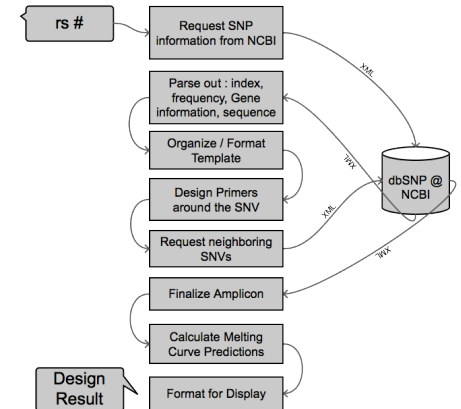 rs #
Request SNP
information from NCBI
XML
Parse out : index,
frequency, Gene
information, sequence
XML
Organize / Format
Template
dbSNP @
NCBI
Design Primers
around the SNV
XML
Request neighboring
SNVs
XML
Finalize Amplicon
Calculate Melting
Curve Predictions
Design
Result
Format for Display